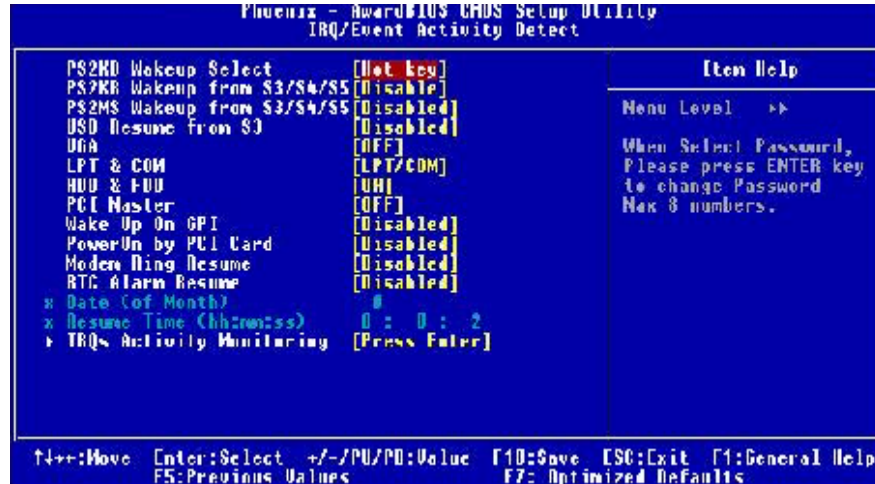 Phoenix - AwardBIOS CMOS Setup Utility
IRQ/Event Activity Detect
PS2KB Wakeup Select [Hot key]
PS2KB Wakeup from S3/S4/S5 [Disable]
PS2MS Wakeup from S3/S4/S5 [Disabled]
USB Resume from S3 [Disabled]
VGA [OFF]
LPT & COM [LPT/COM]
HDD & FDD [ON]
PCI Master [OFF]
Wake Up On GPI [Disabled]
PowerOn by PCI Card [Disabled]
Modem Ring Resume [Disabled]
RTC Alarm Resume [Disabled]
x Date (of Month) 0
x Resume Time (hh:mm:ss) 0 : 0 : 2
▸ IRQs Activity Monitoring [Press Enter]
Item Help
Menu Level ▸▸
When Select Password,
Please press ENTER key
to change Password
Max 8 numbers.
↑↓→←:Move Enter:Select +/-/PU/PD:Value F10:Save ESC:Exit F1:General Help
F5:Previous Values F7: Optimized Defaults